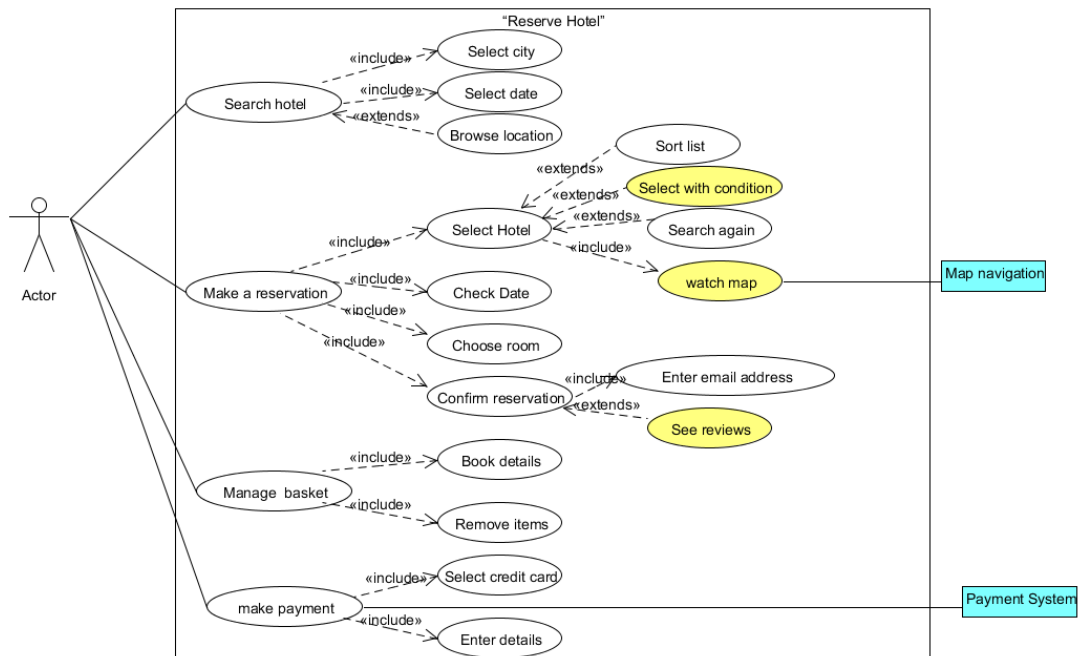 “Reserve Hotel”
Select city
«include»
Search hotel
«include»
Select date
«extends»
Browse location
Sort list
«extends»
Select with condition
«extends»
Select Hotel
«extends»
Search again
«include»
«include»
watch map
Map navigation
Actor
Make a reservation
«include»
Check Date
«include»
Choose room
«include»
Confirm reservation
«include»
Enter email address
«extends»
See reviews
Manage basket
«include»
Book details
«include»
Remove items
make payment
«include»
Select credit card
Payment System
«include»
Enter details